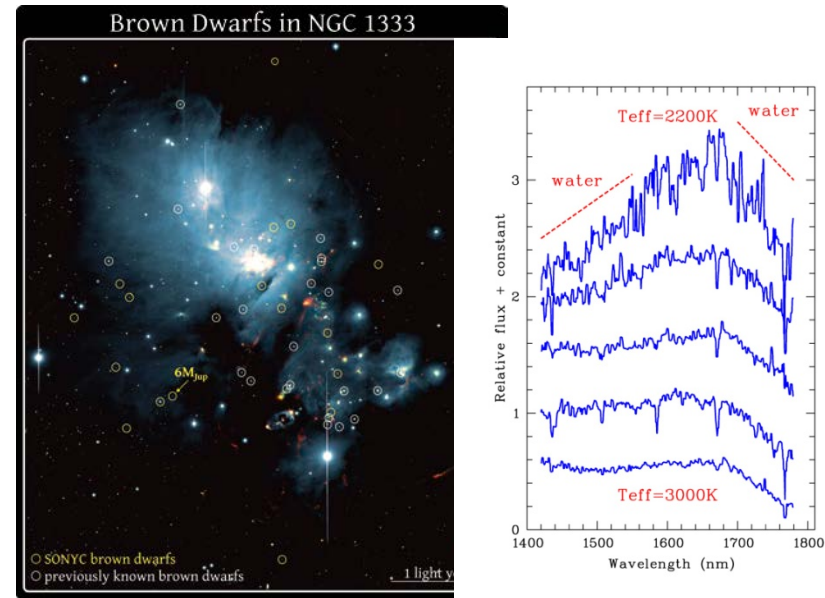 Brown Dwarfs in NGC 1333
6M_Jup
SONYC brown dwarfs
previously known brown dwarfs
1 light y
Teff=2200K
water
water
Teff=3000K
Relative flux + constant
3
2
1
0
1400 1500 1600 1700 1800
Wavelength (nm)